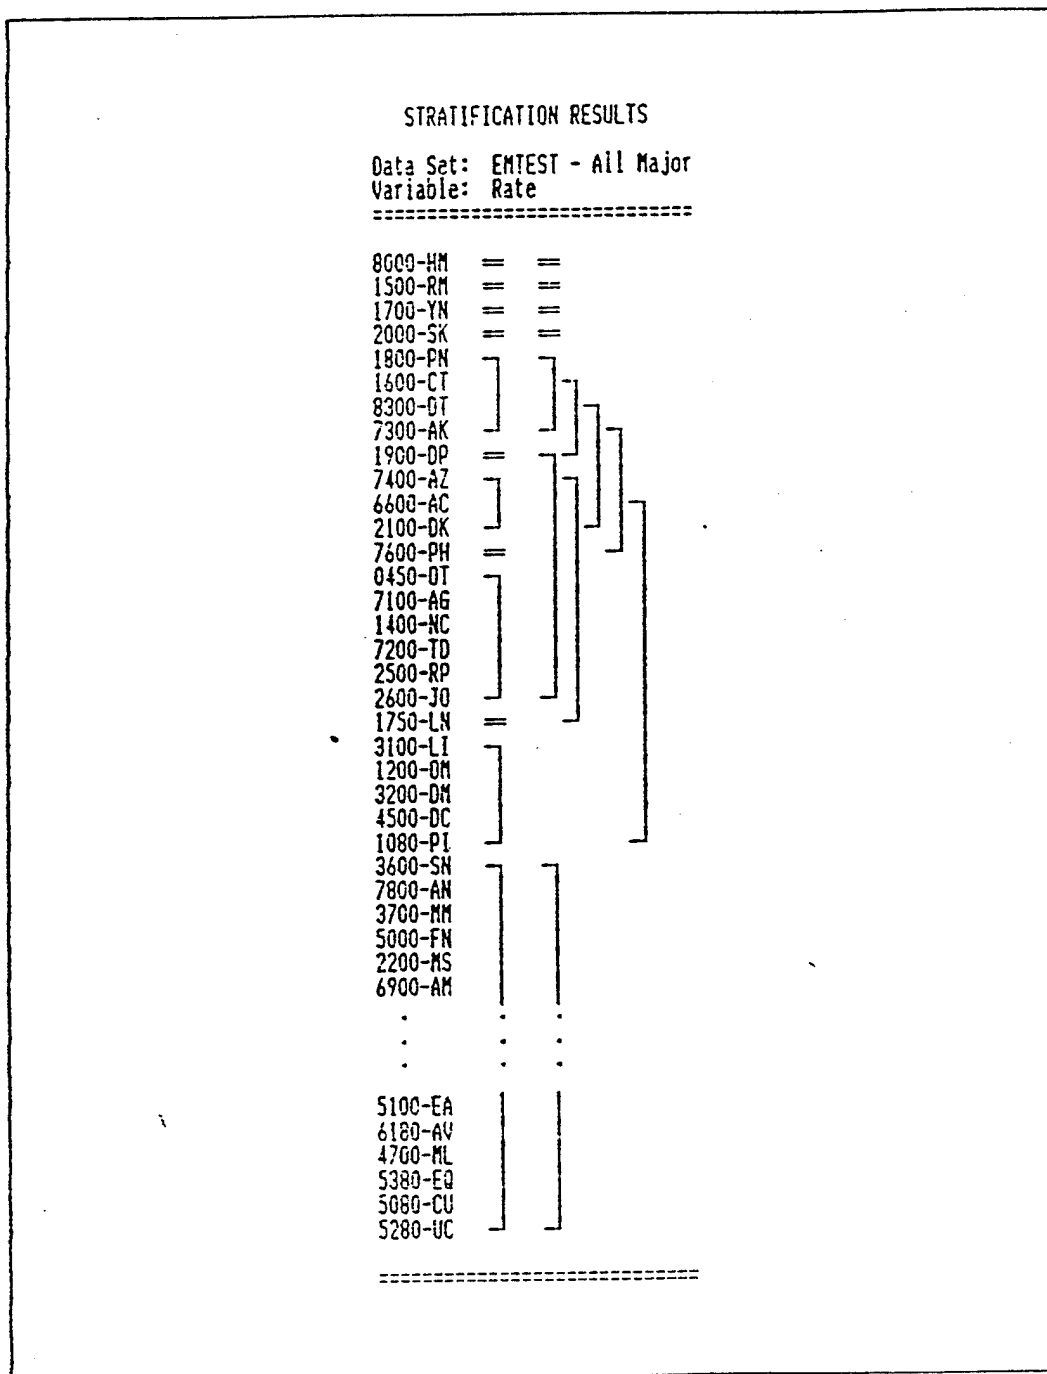 STRATIFICATION RESULTS
Data Set: EMTEST - All Major
Variable: Rate
==============================
8000-HM == ==
1500-RM == ==
1700-YN == ==
2000-SK == ==
1800-PN
1600-CT
8300-DT
7300-AK
1900-DP ==
7400-AZ
6600-AC
2100-DK
7600-PH ==
0450-OT
7100-AG
1400-NC
7200-TD
2500-RP
2600-JO
1750-LN ==
3100-LI
1200-OM
3200-DM
4500-DC
1080-PI
3600-SN
7800-AN
3700-MM
5000-FN
2200-MS
6900-AM
. . .
. . .
. . .
5100-EA
6180-AV
4700-ML
5380-EQ
5080-CU
5280-UC
==============================